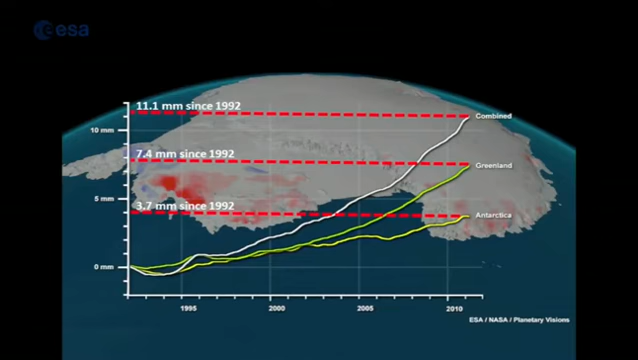 esa
11.1 mm since 1992
10 mm
Combined
7.4 mm since 1992
Greenland
5 mm
3.7 mm since 1992
Antarctica
0 mm
1995
2000
2005
2010
ESA / NASA / Planetary Visions